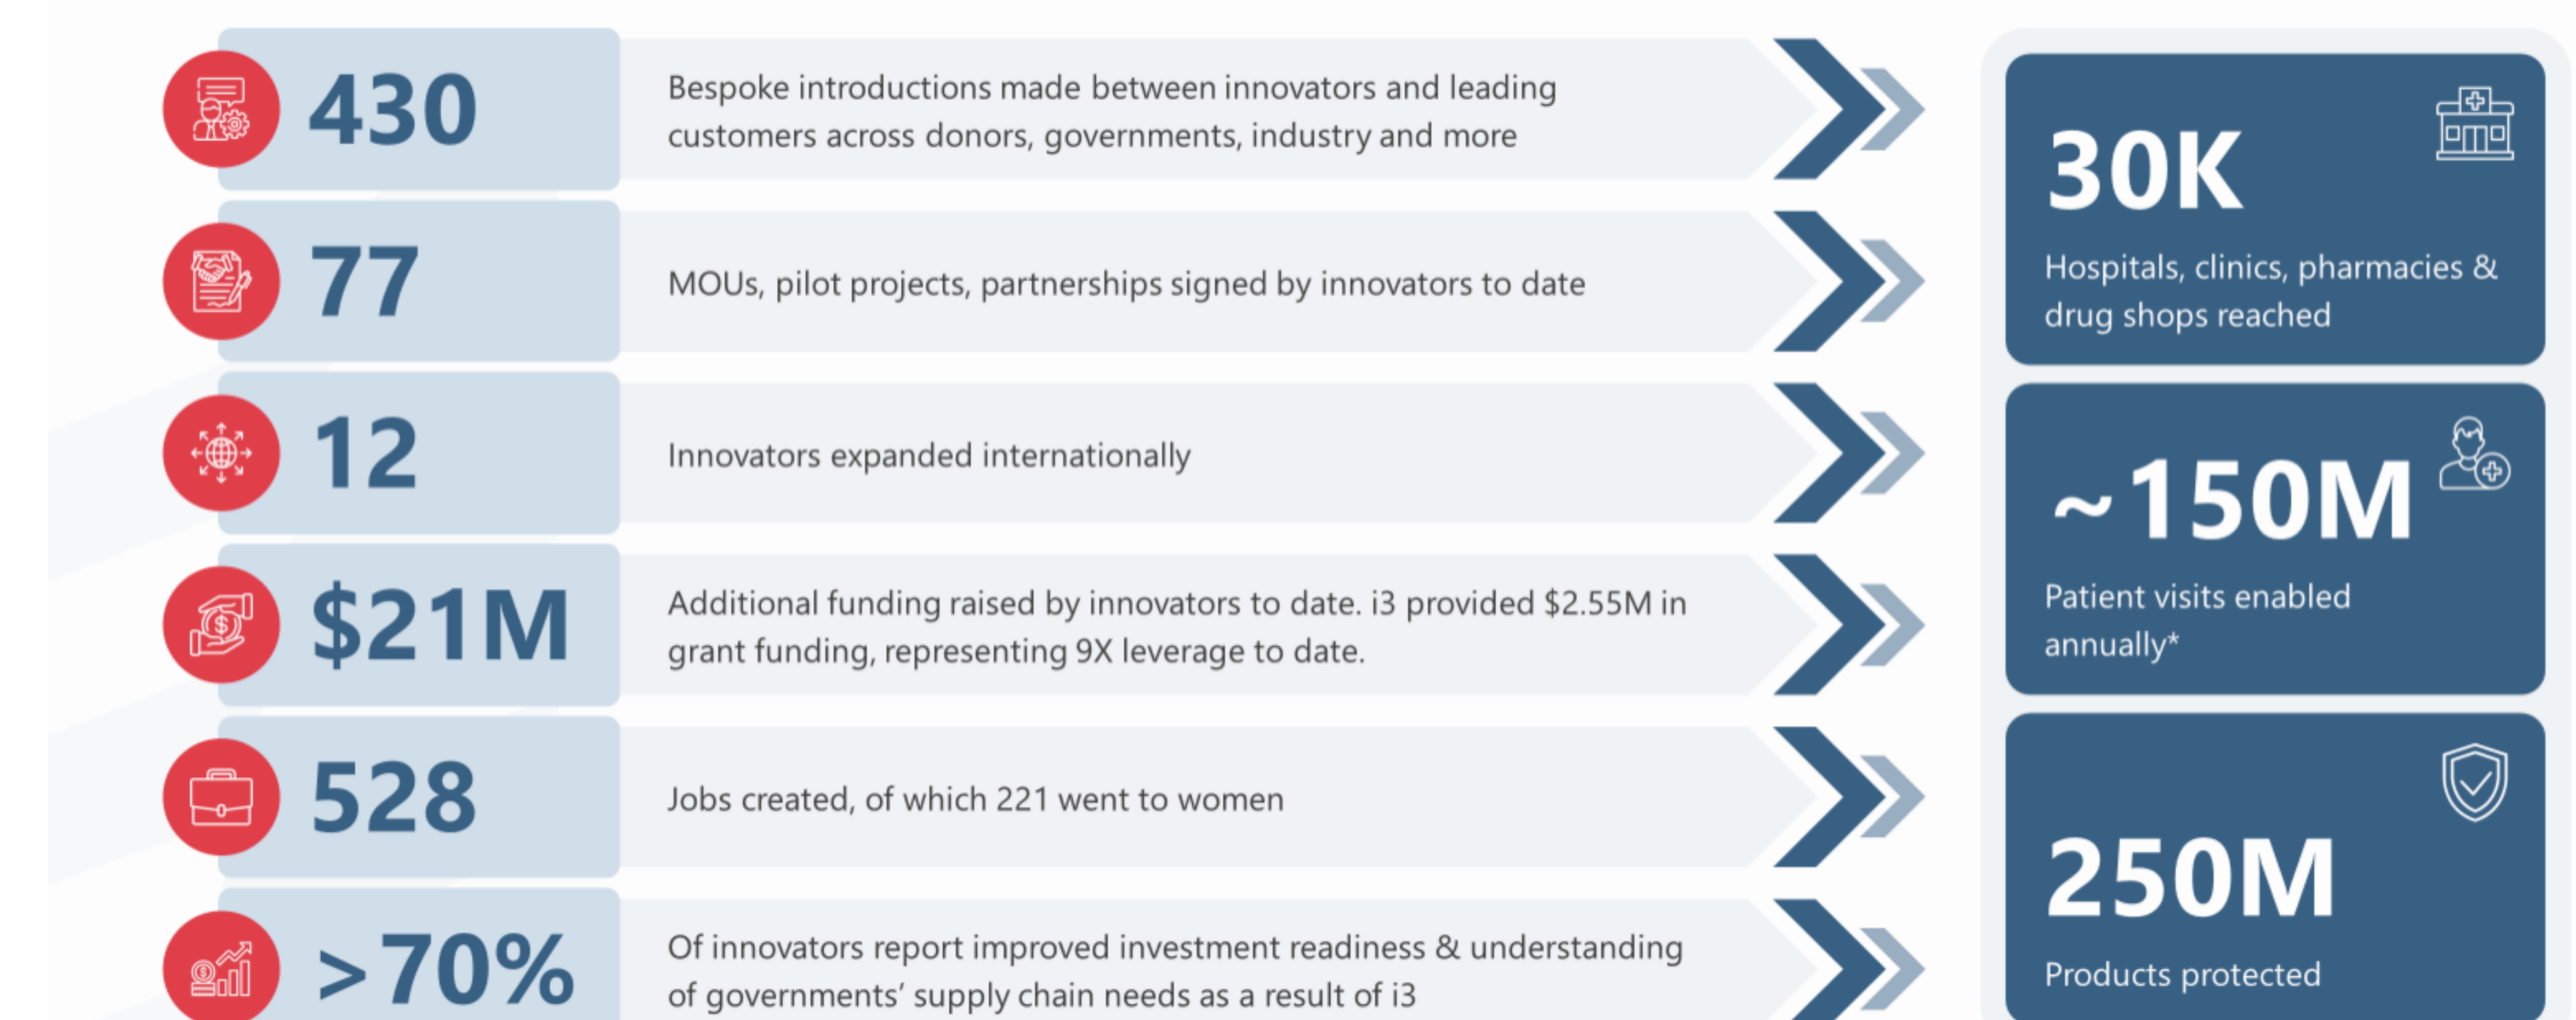 430
Bespoke introductions made between innovators and leading
customers across donors, governments, industry and more
77
MOUs, pilot projects, partnerships signed by innovators to date
12
Innovators expanded internationally
$21M
Additional funding raised by innovators to date. i3 provided $2.55M in
grant funding, representing 9X leverage to date.
528
Jobs created, of which 221 went to women
>70%
Of innovators report improved investment readiness & understanding
of governments’ supply chain needs as a result of i3
30K
Hospitals, clinics, pharmacies &
drug shops reached
~150M
Patient visits enabled
annually*
250M
Products protected